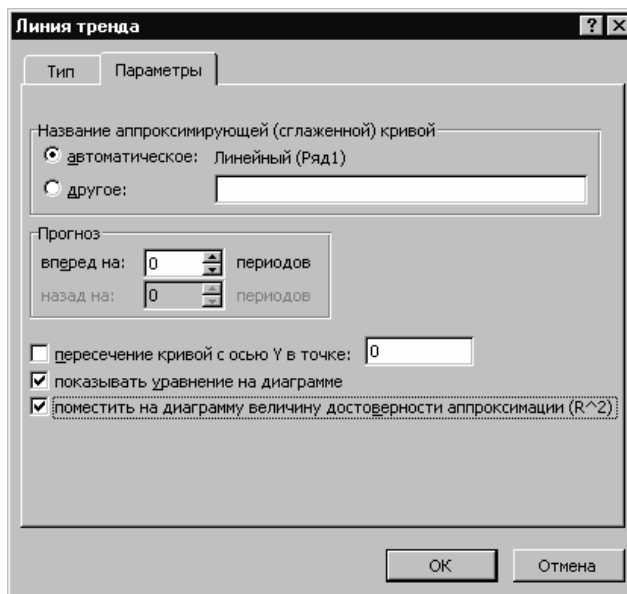 Линия тренда
Тип Параметры
Название аппроксимирующей (сглаженной) кривой
автоматическое: Линейный (Ряд1)
другое:
Прогноз
вперед на: 0 периодов
назад на: 0 периодов
пересечение кривой с осью Y в точке: 0
показывать уравнение на диаграмме
поместить на диаграмму величину достоверности аппроксимации (R^2)
ОК Отмена